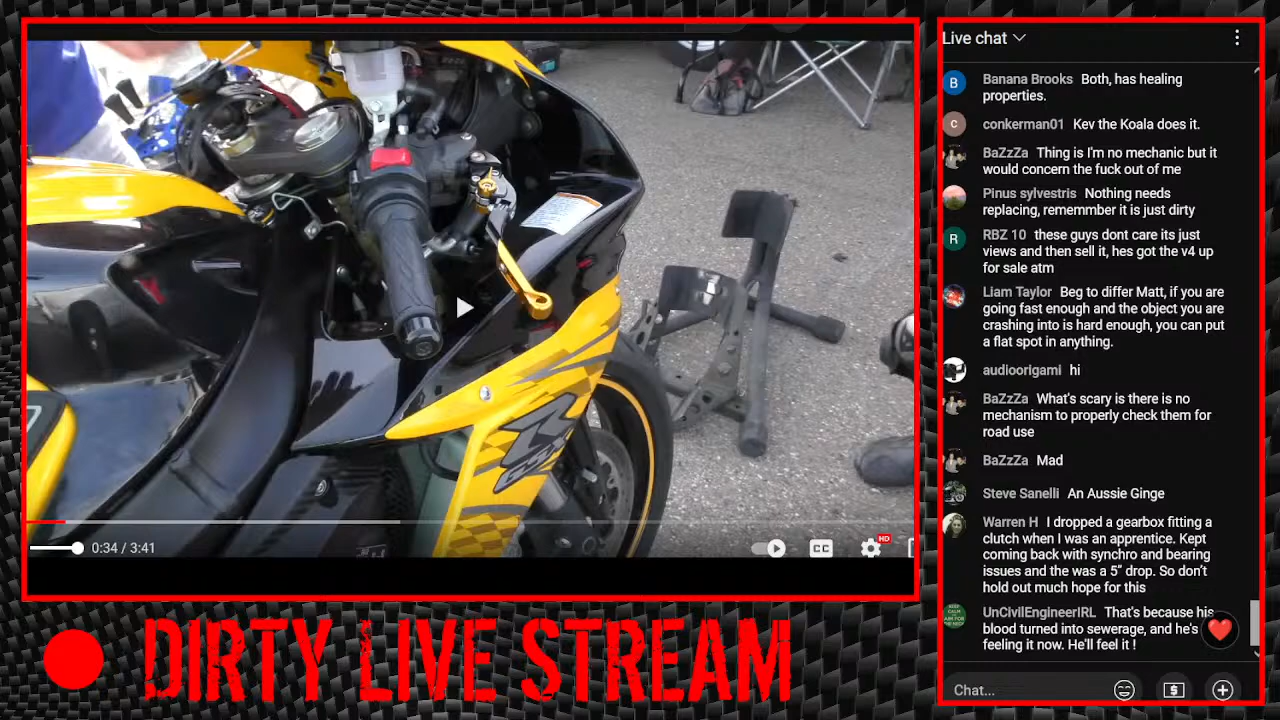 0:34 / 3:41
CC
HD
R
GSX
DIRTY LIVE STREAM
Live chat
B
Banana Brooks Both, has healing
properties.
c
conkerman01 Kev the Koala does it.
BaZzZa Thing is I'm no mechanic but it
would concern the fuck out of me
Pinus sylvestris Nothing needs
replacing, rememmber it is just dirty
R
RBZ 10 these guys dont care its just
views and then sell it, hes got the v4 up
for sale atm
Liam Taylor Beg to differ Matt, if you are
going fast enough and the object you are
crashing into is hard enough, you can put
a flat spot in anything.
audioorigami hi
BaZzZa What's scary is there is no
mechanism to properly check them for
road use
BaZzZa Mad
Steve Sanelli An Aussie Ginge
Warren H I dropped a gearbox fitting a
clutch when I was an apprentice. Kept
coming back with synchro and bearing
issues and the was a 5" drop. So don't
hold out much hope for this
UnCivilEngineerIRL That's because his
blood turned into sewerage, and he's
feeling it now. He'll feel it !
Chat...
$